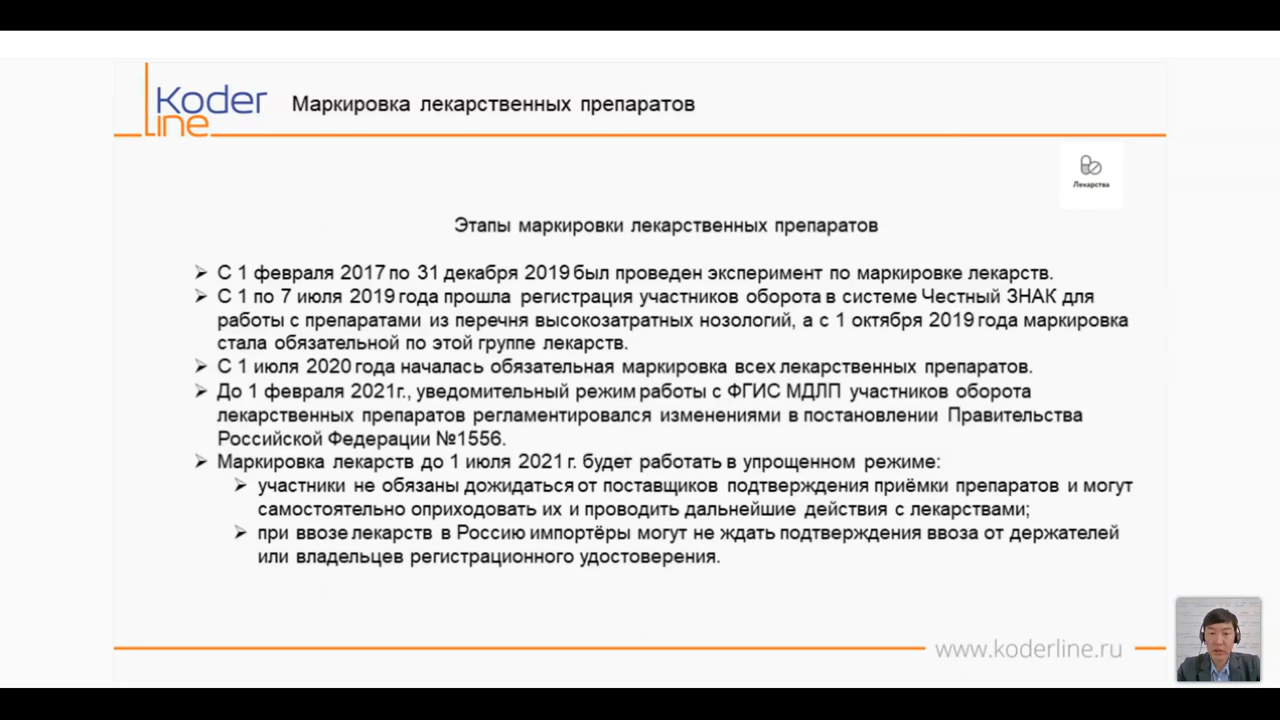 Koder
line
Маркировка лекарственных препаратов
Лекарства
Этапы маркировки лекарственных препаратов
➢ С 1 февраля 2017 по 31 декабря 2019 был проведен эксперимент по маркировке лекарств.
➢ С 1 по 7 июля 2019 года прошла регистрация участников оборота в системе Честный ЗНАК для
работы с препаратами из перечня высокозатратных нозологий, а с 1 октября 2019 года маркировка
стала обязательной по этой группе лекарств.
➢ С 1 июля 2020 года началась обязательная маркировка всех лекарственных препаратов.
➢ До 1 февраля 2021г., уведомительный режим работы с ФГИС МДЛП участников оборота
лекарственных препаратов регламентировался изменениями в постановлении Правительства
Российской Федерации №1556.
➢ Маркировка лекарств до 1 июля 2021 г. будет работать в упрощенном режиме:
➢ участники не обязаны дожидаться от поставщиков подтверждения приёмки препаратов и могут
самостоятельно оприходовать их и проводить дальнейшие действия с лекарствами;
➢ при ввозе лекарств в Россию импортёры могут не ждать подтверждения ввоза от держателей
или владельцев регистрационного удостоверения.
www.koderline.ru